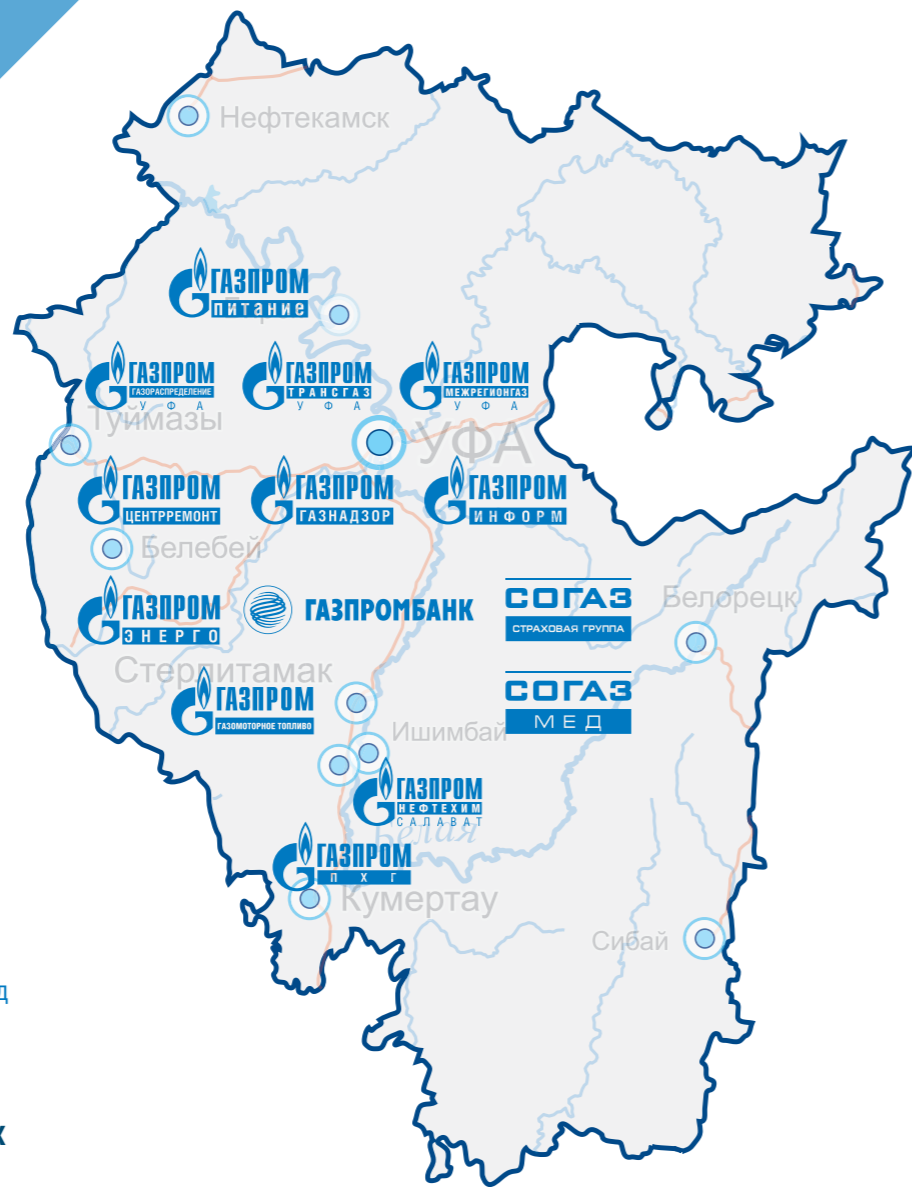 Нефтекамск
ГАЗПРОМ
питание
ГАЗПРОМ
ГАЗОРАСПРЕДЕЛЕНИЕ
УФА
ГАЗПРОМ
ТРАНСГАЗ
УФА
ГАЗПРОМ
МЕЖРЕГИОНГАЗ
УФА
Туймазы
УФА
ГАЗПРОМ
ЦЕНТРРЕМОНТ
ГАЗПРОМ
ГАЗНАДЗОР
ГАЗПРОМ
ИНФОРМ
Белебей
ГАЗПРОМ
ЭНЕРГО
ГАЗПРОМБАНК
СОГАЗ
СТРАХОВАЯ ГРУППА
Белорецк
Стерлитамак
ГАЗПРОМ
ГАЗОМОТОРНОЕ ТОПЛИВО
СОГАЗ
МЕД
Ишимбай
ГАЗПРОМ
НЕФТЕХИМ
САЛАВАТ
Белая
ГАЗПРОМ
ПХГ
Кумертау
Сибай